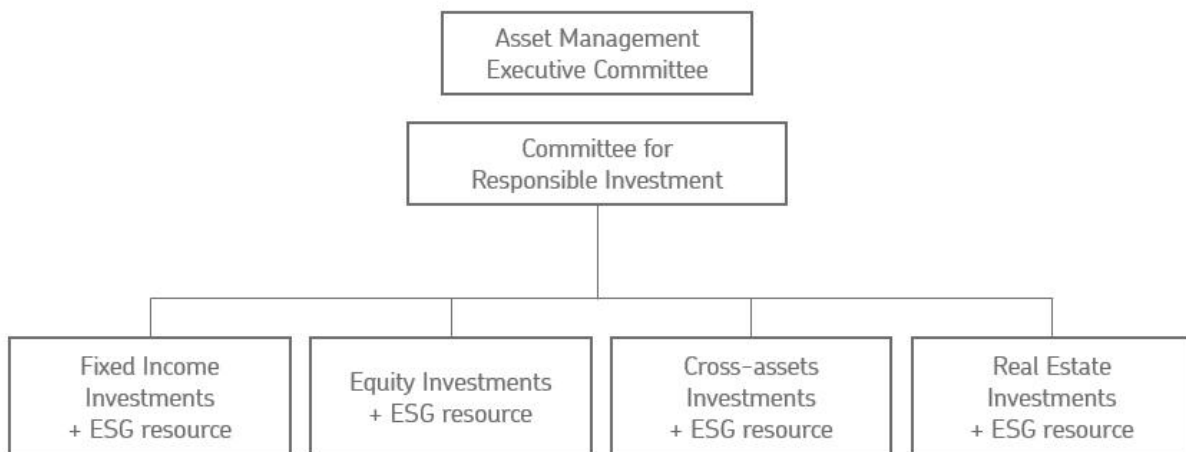 Asset Management
Executive Committee
Committee for
Responsible Investment
Fixed Income
Investments
+ ESG resource
Equity Investments
+ ESG resource
Cross-assets
Investments
+ ESG resource
Real Estate
Investments
+ ESG resource